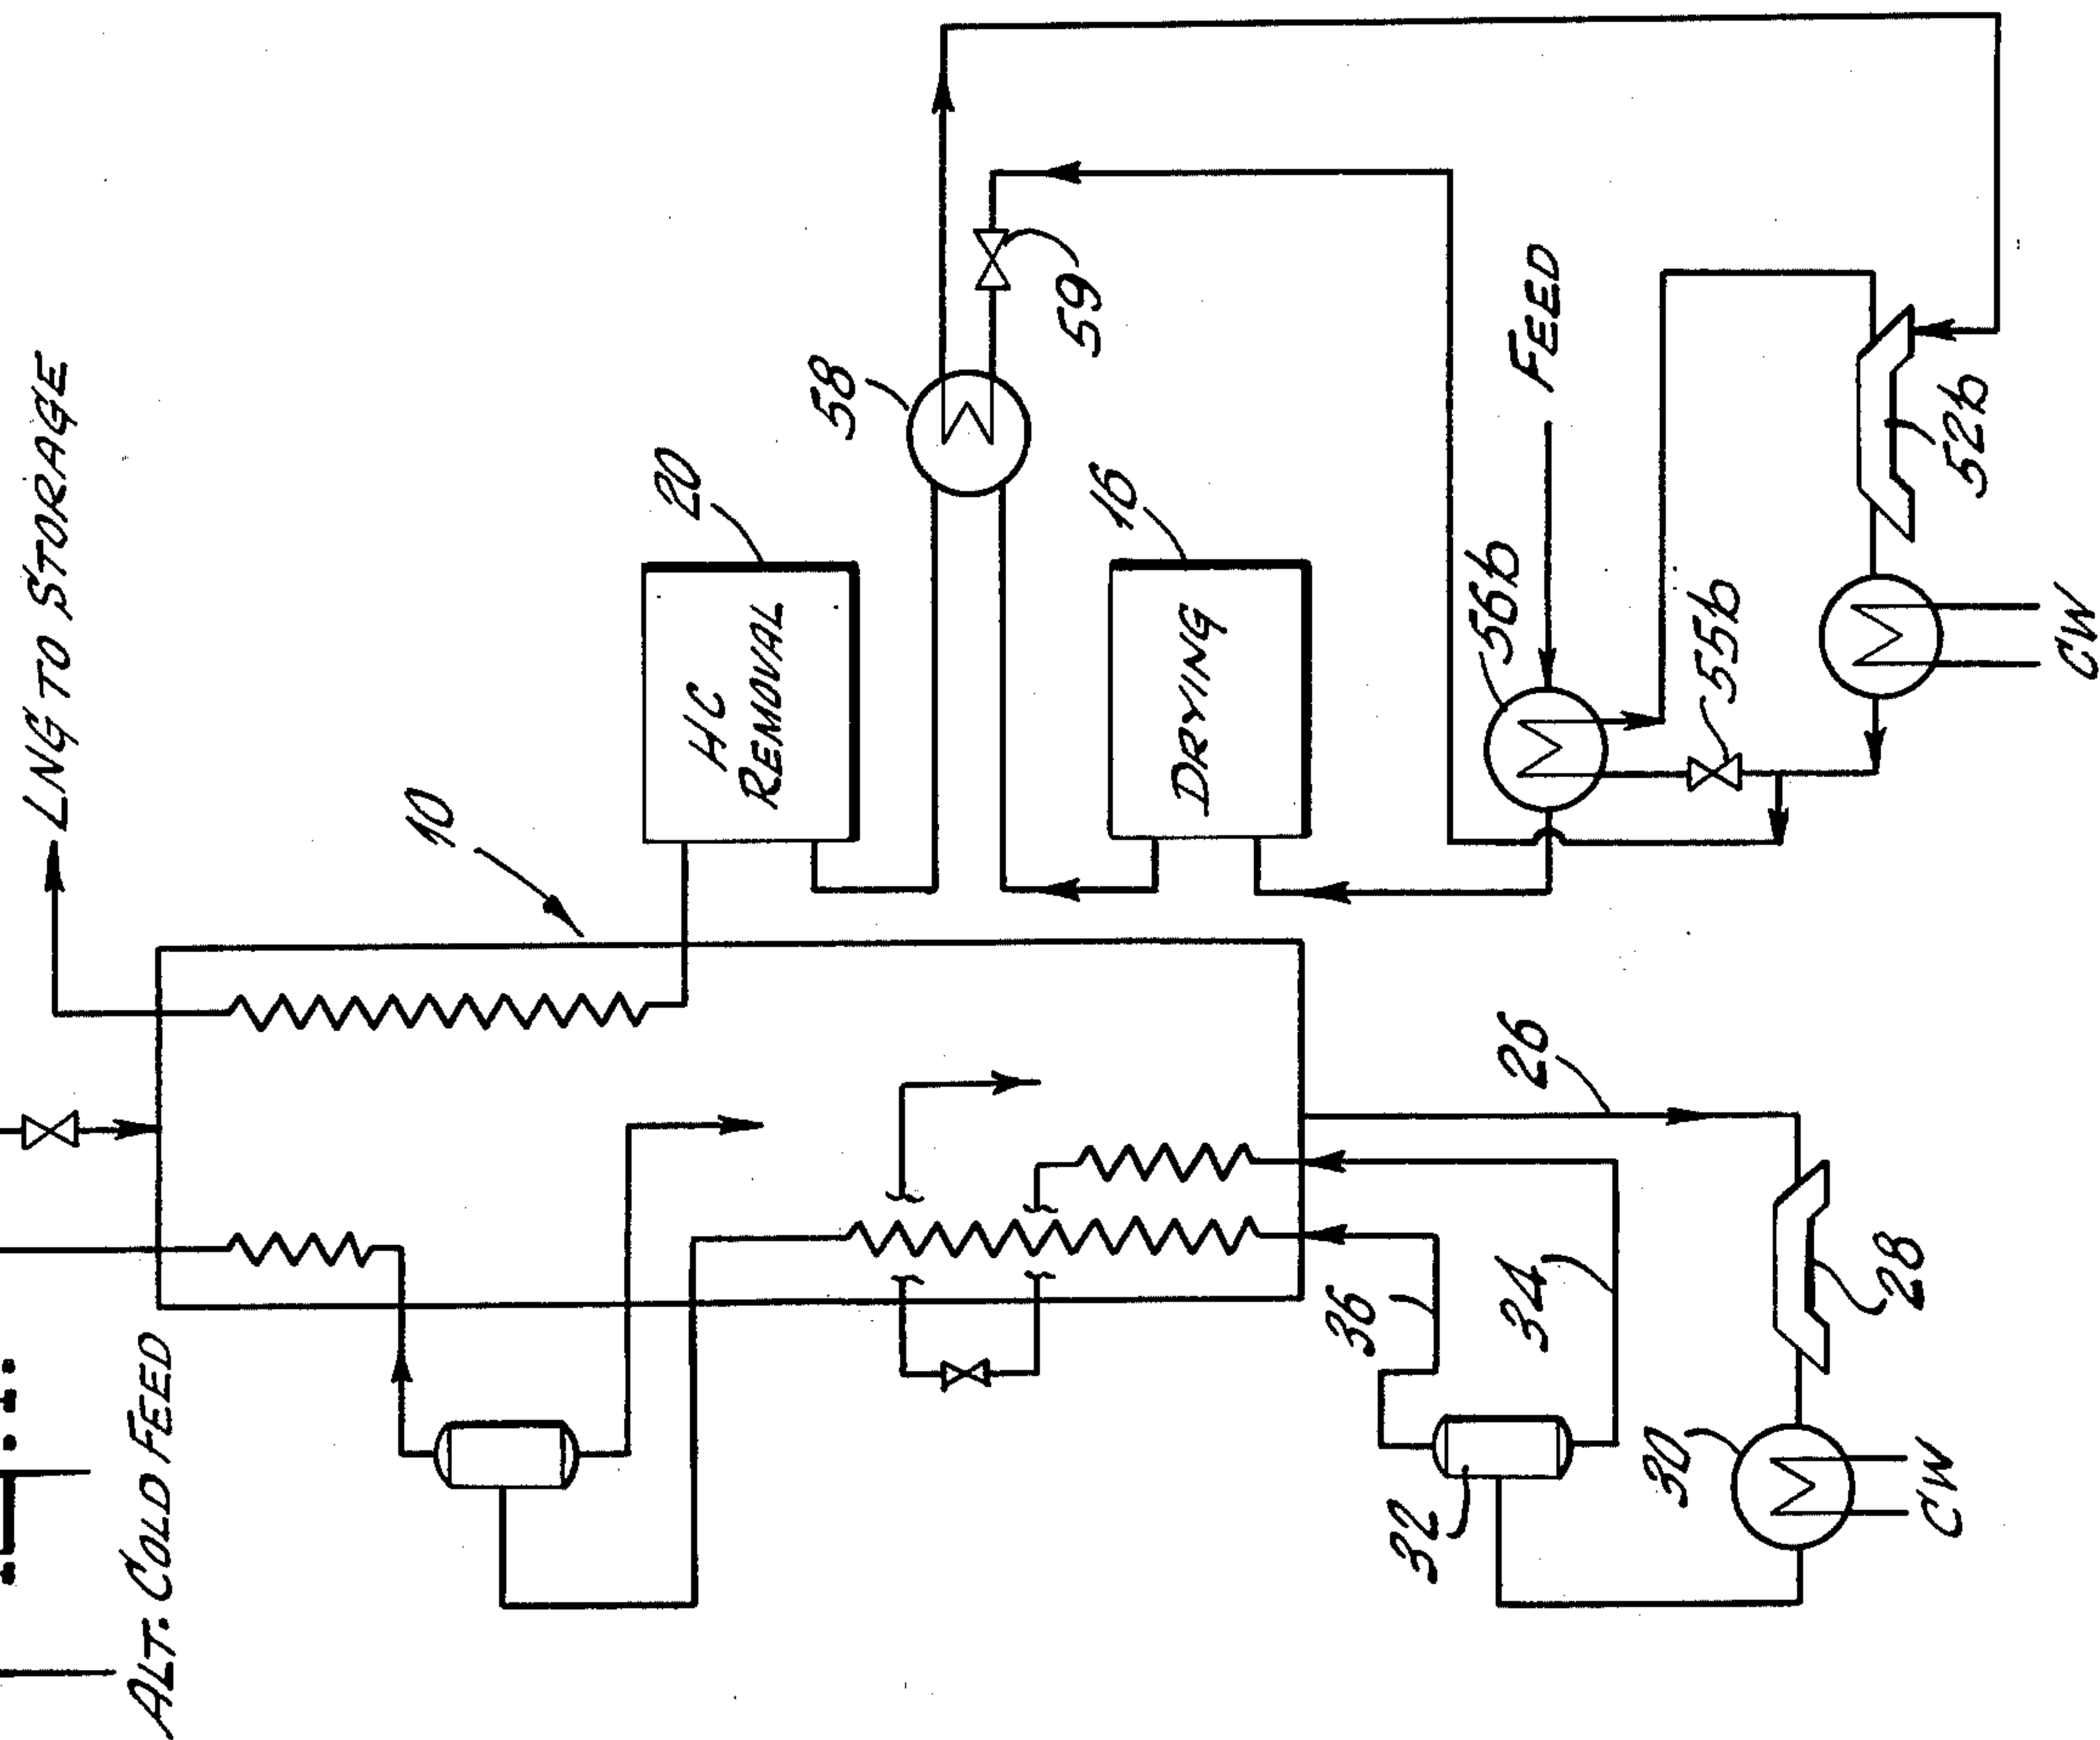 LNG TO STORAGE
10
20
HC
REMOVAL
58
59
16
DRYING
FEED
56b
55b
52b
CW
ALT. COLD FEED
26
36
34
32
28
30
CW